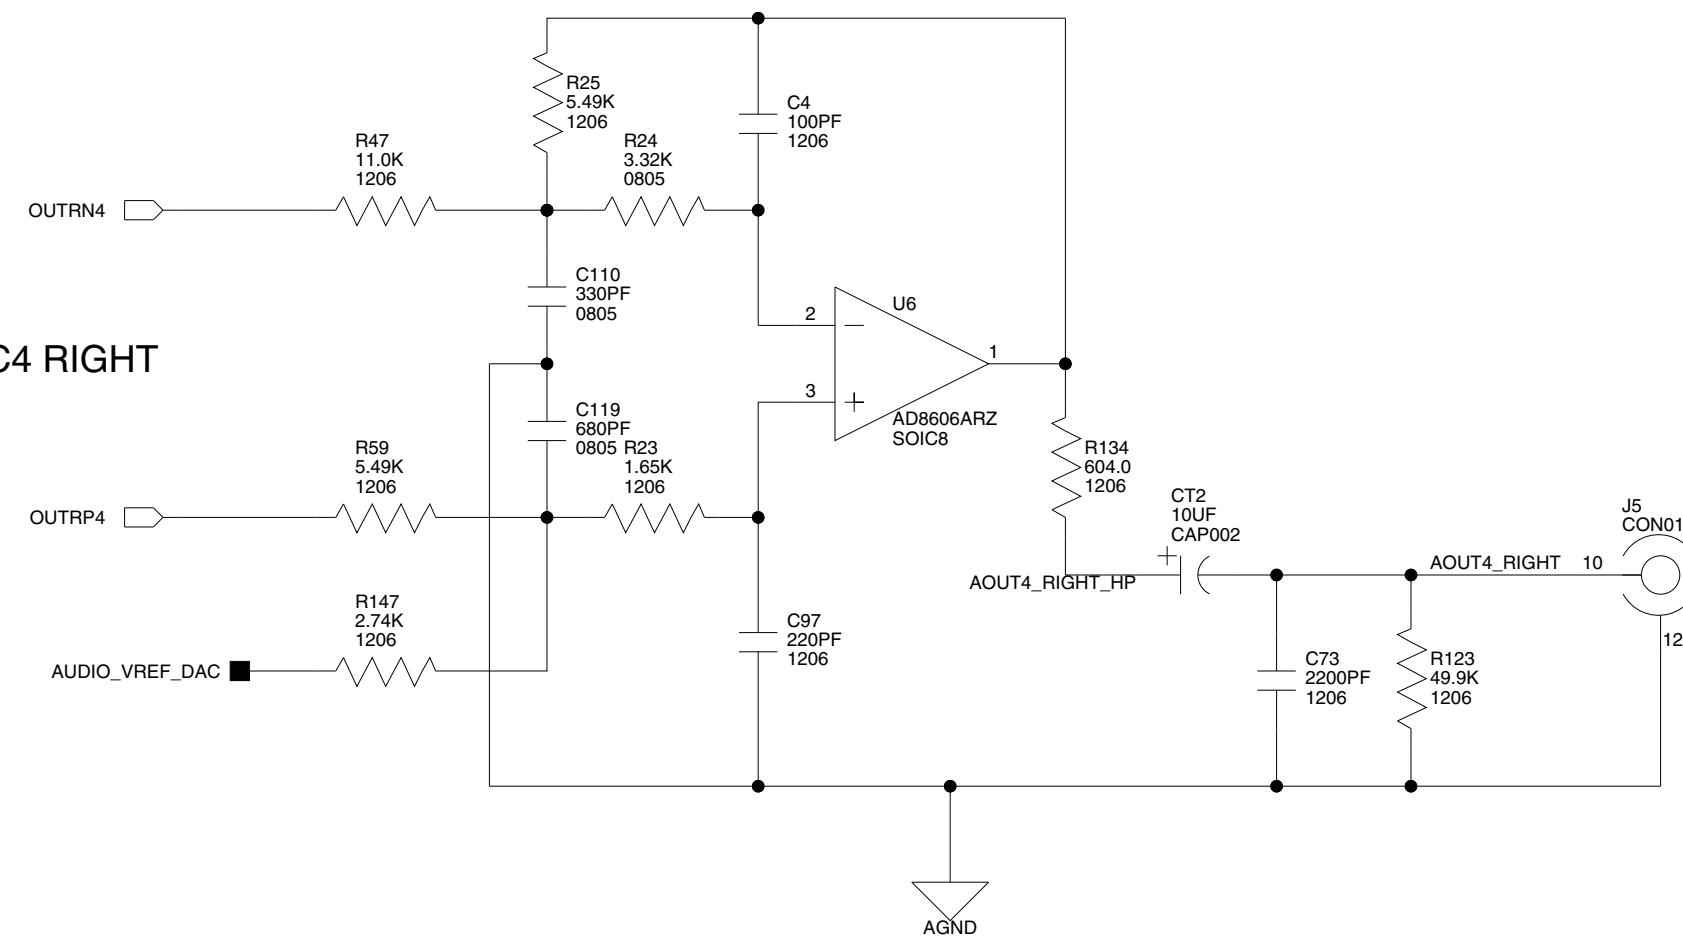 R25
5.49K
1206
C4
100PF
1206
R47
11.0K
1206
R24
3.32K
0805
OUTRN4
C110
330PF
0805
U6
2
1
C4 RIGHT
3
C119
680PF
0805
AD8606ARZ
SOIC8
R59
5.49K
1206
R23
1.65K
1206
R134
604.0
1206
OUTRP4
CT2
10UF
CAP002
J5
CON01
AOUT4_RIGHT 10
AOUT4_RIGHT_HP
R147
2.74K
1206
C97
220PF
1206
12
AUDIO_VREF_DAC
C73
2200PF
1206
R123
49.9K
1206
AGND